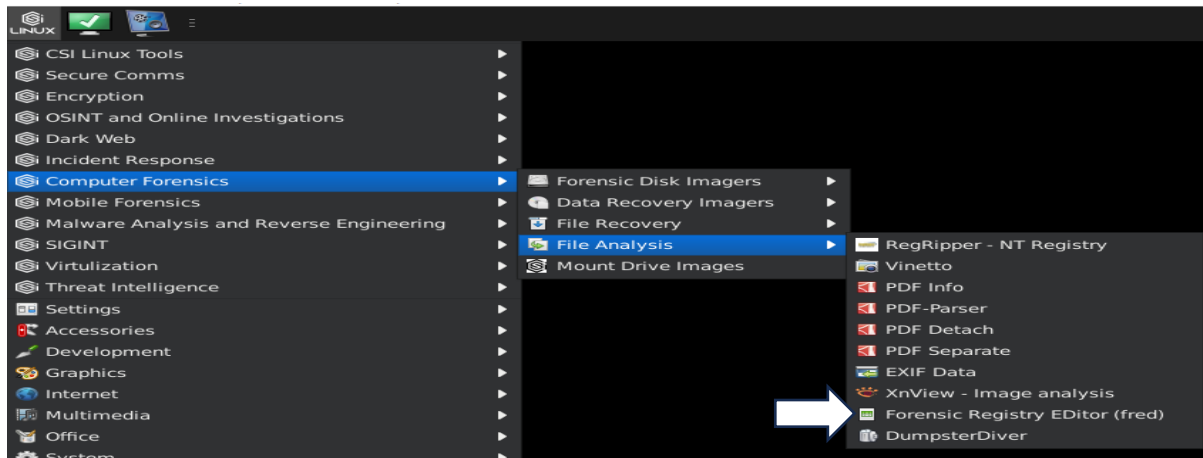 Si
LINUX
CSI Linux Tools
Secure Comms
Encryption
OSINT and Online Investigations
Dark Web
Incident Response
Computer Forensics
Mobile Forensics
Malware Analysis and Reverse Engineering
SIGINT
Virtulization
Threat Intelligence
Settings
Accessories
Development
Graphics
Internet
Multimedia
Office
System
Forensic Disk Imagers
Data Recovery Imagers
File Recovery
File Analysis
Mount Drive Images
RegRipper - NT Registry
Vinetto
PDF Info
PDF-Parser
PDF Detach
PDF Separate
EXIF Data
XnView - Image analysis
Forensic Registry EDitor (fred)
DumpsterDiver